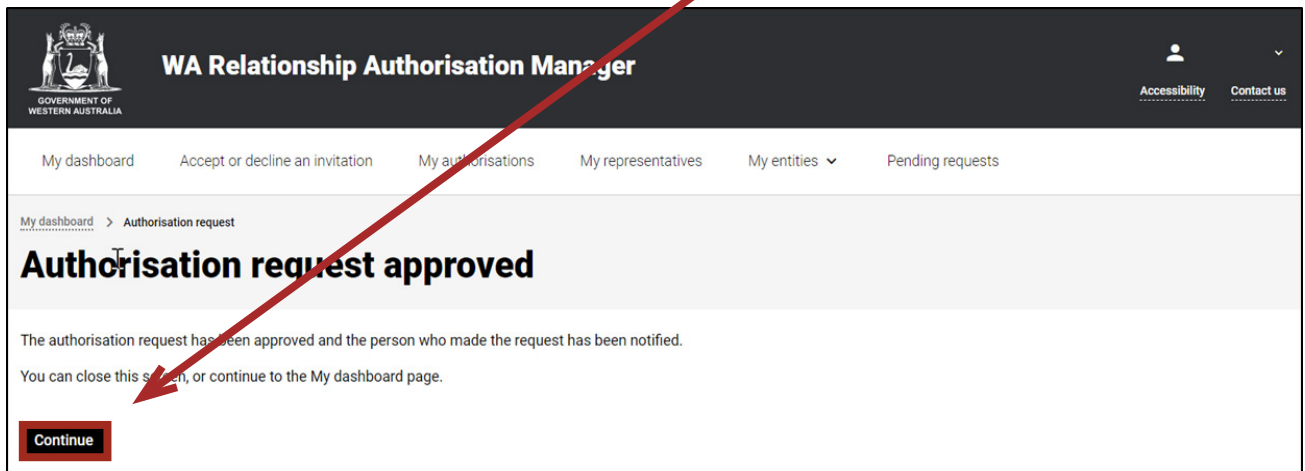 WA Relationship Authorisation Manager
GOVERNMENT OF
WESTERN AUSTRALIA
Accessibility
Contact us
My dashboard
Accept or decline an invitation
My authorisations
My representatives
My entities
Pending requests
My dashboard > Authorisation request
Authorisation request approved
The authorisation request has been approved and the person who made the request has been notified.
You can close this screen, or continue to the My dashboard page.
Continue